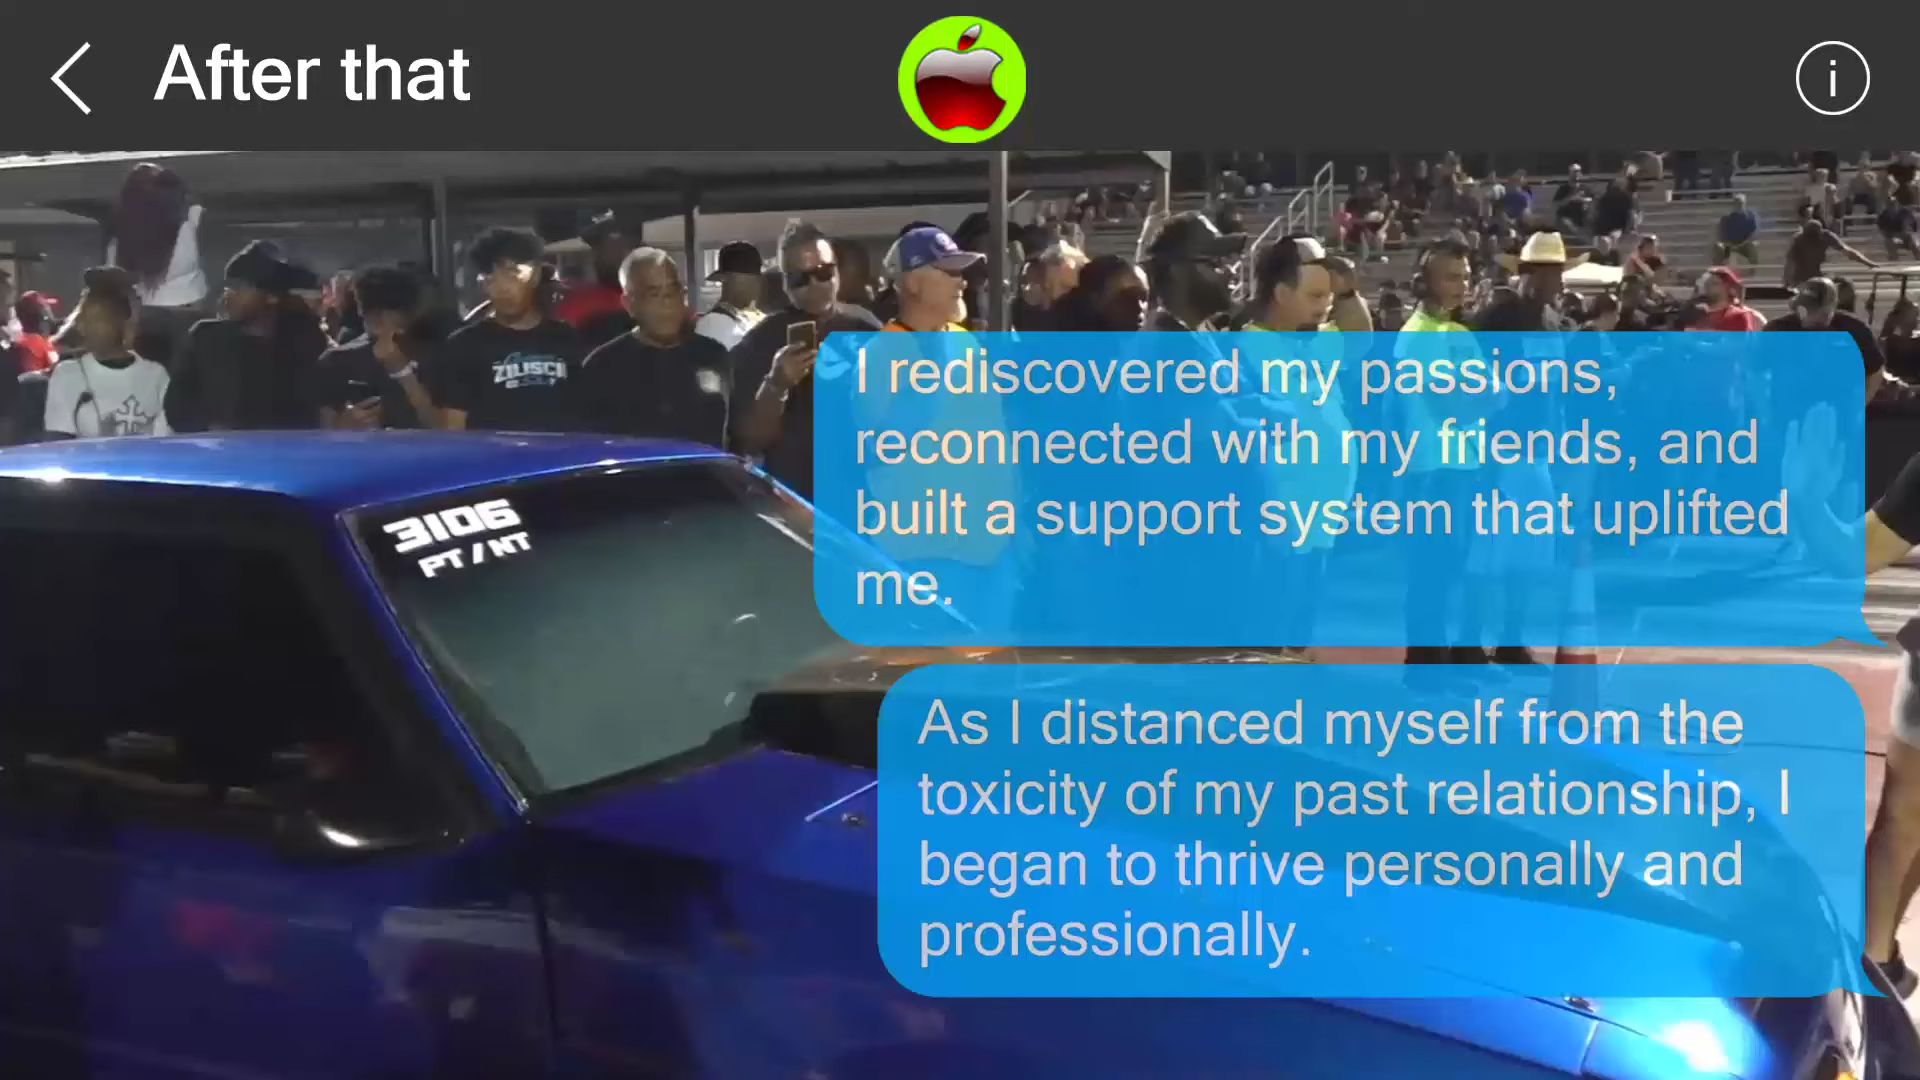 After that
i
ZILISCI
3106
PT / NT
I rediscovered my passions,
reconnected with my friends, and
built a support system that uplifted
me.
As I distanced myself from the
toxicity of my past relationship, I
began to thrive personally and
professionally.